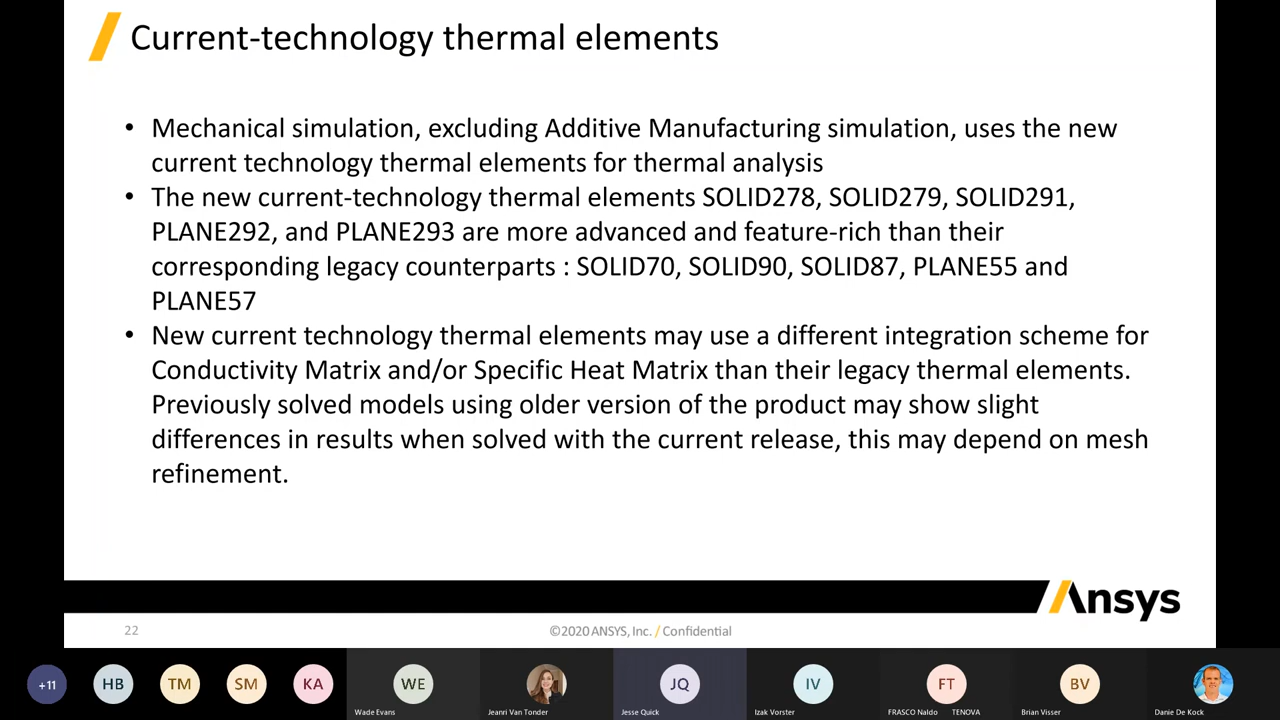 Current-technology thermal elements
• Mechanical simulation, excluding Additive Manufacturing simulation, uses the new
current technology thermal elements for thermal analysis
• The new current-technology thermal elements SOLID278, SOLID279, SOLID291,
PLANE292, and PLANE293 are more advanced and feature-rich than their
corresponding legacy counterparts : SOLID70, SOLID90, SOLID87, PLANE55 and
PLANE57
• New current technology thermal elements may use a different integration scheme for
Conductivity Matrix and/or Specific Heat Matrix than their legacy thermal elements.
Previously solved models using older version of the product may show slight
differences in results when solved with the current release, this may depend on mesh
refinement.
Ansys
22
©2020 ANSYS, Inc. / Confidential
+11 HB TM SM KA WE JQ IV FT BV
Wade Evans Jeanri Van Tonder Jesse Quick Izak Vorster FRASCO Naldo TENOVA Brian Visser Danie De Kock